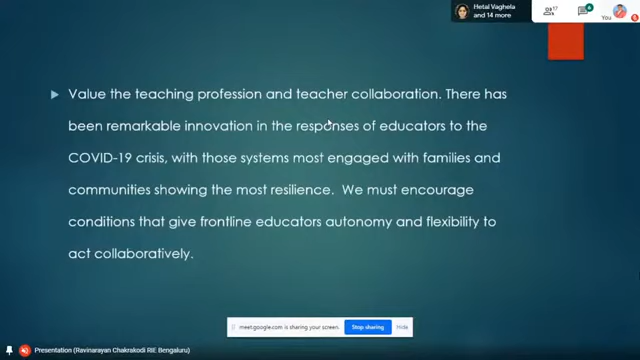 Hetal Vaghela
and 14 more
17
6
You
Value the teaching profession and teacher collaboration. There has
been remarkable innovation in the responses of educators to the
COVID-19 crisis, with those systems most engaged with families and
communities showing the most resilience. We must encourage
conditions that give frontline educators autonomy and flexibility to
act collaboratively.
meet.google.com is sharing your screen. Stop sharing Hide
Presentation (Ravinarayan Chakrakodi RIE Bengaluru)